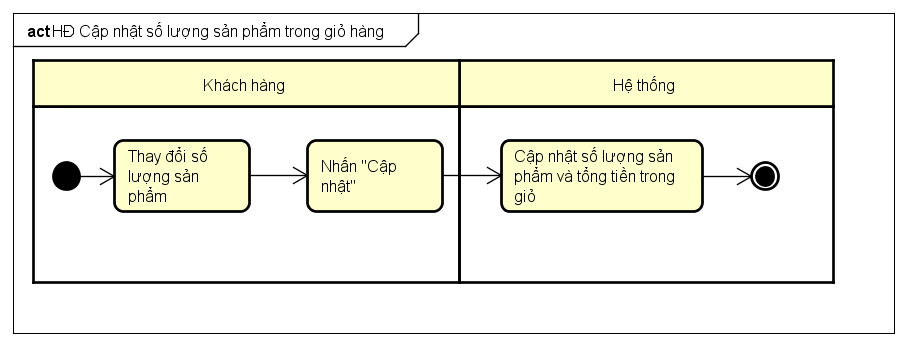 act HĐ Cập nhật số lượng sản phẩm trong giỏ hàng
Khách hàng
Hệ thống
Thay đổi số
lượng sản
phẩm
Nhấn "Cập
nhật"
Cập nhật số lượng sản
phẩm và tổng tiền trong
giỏ